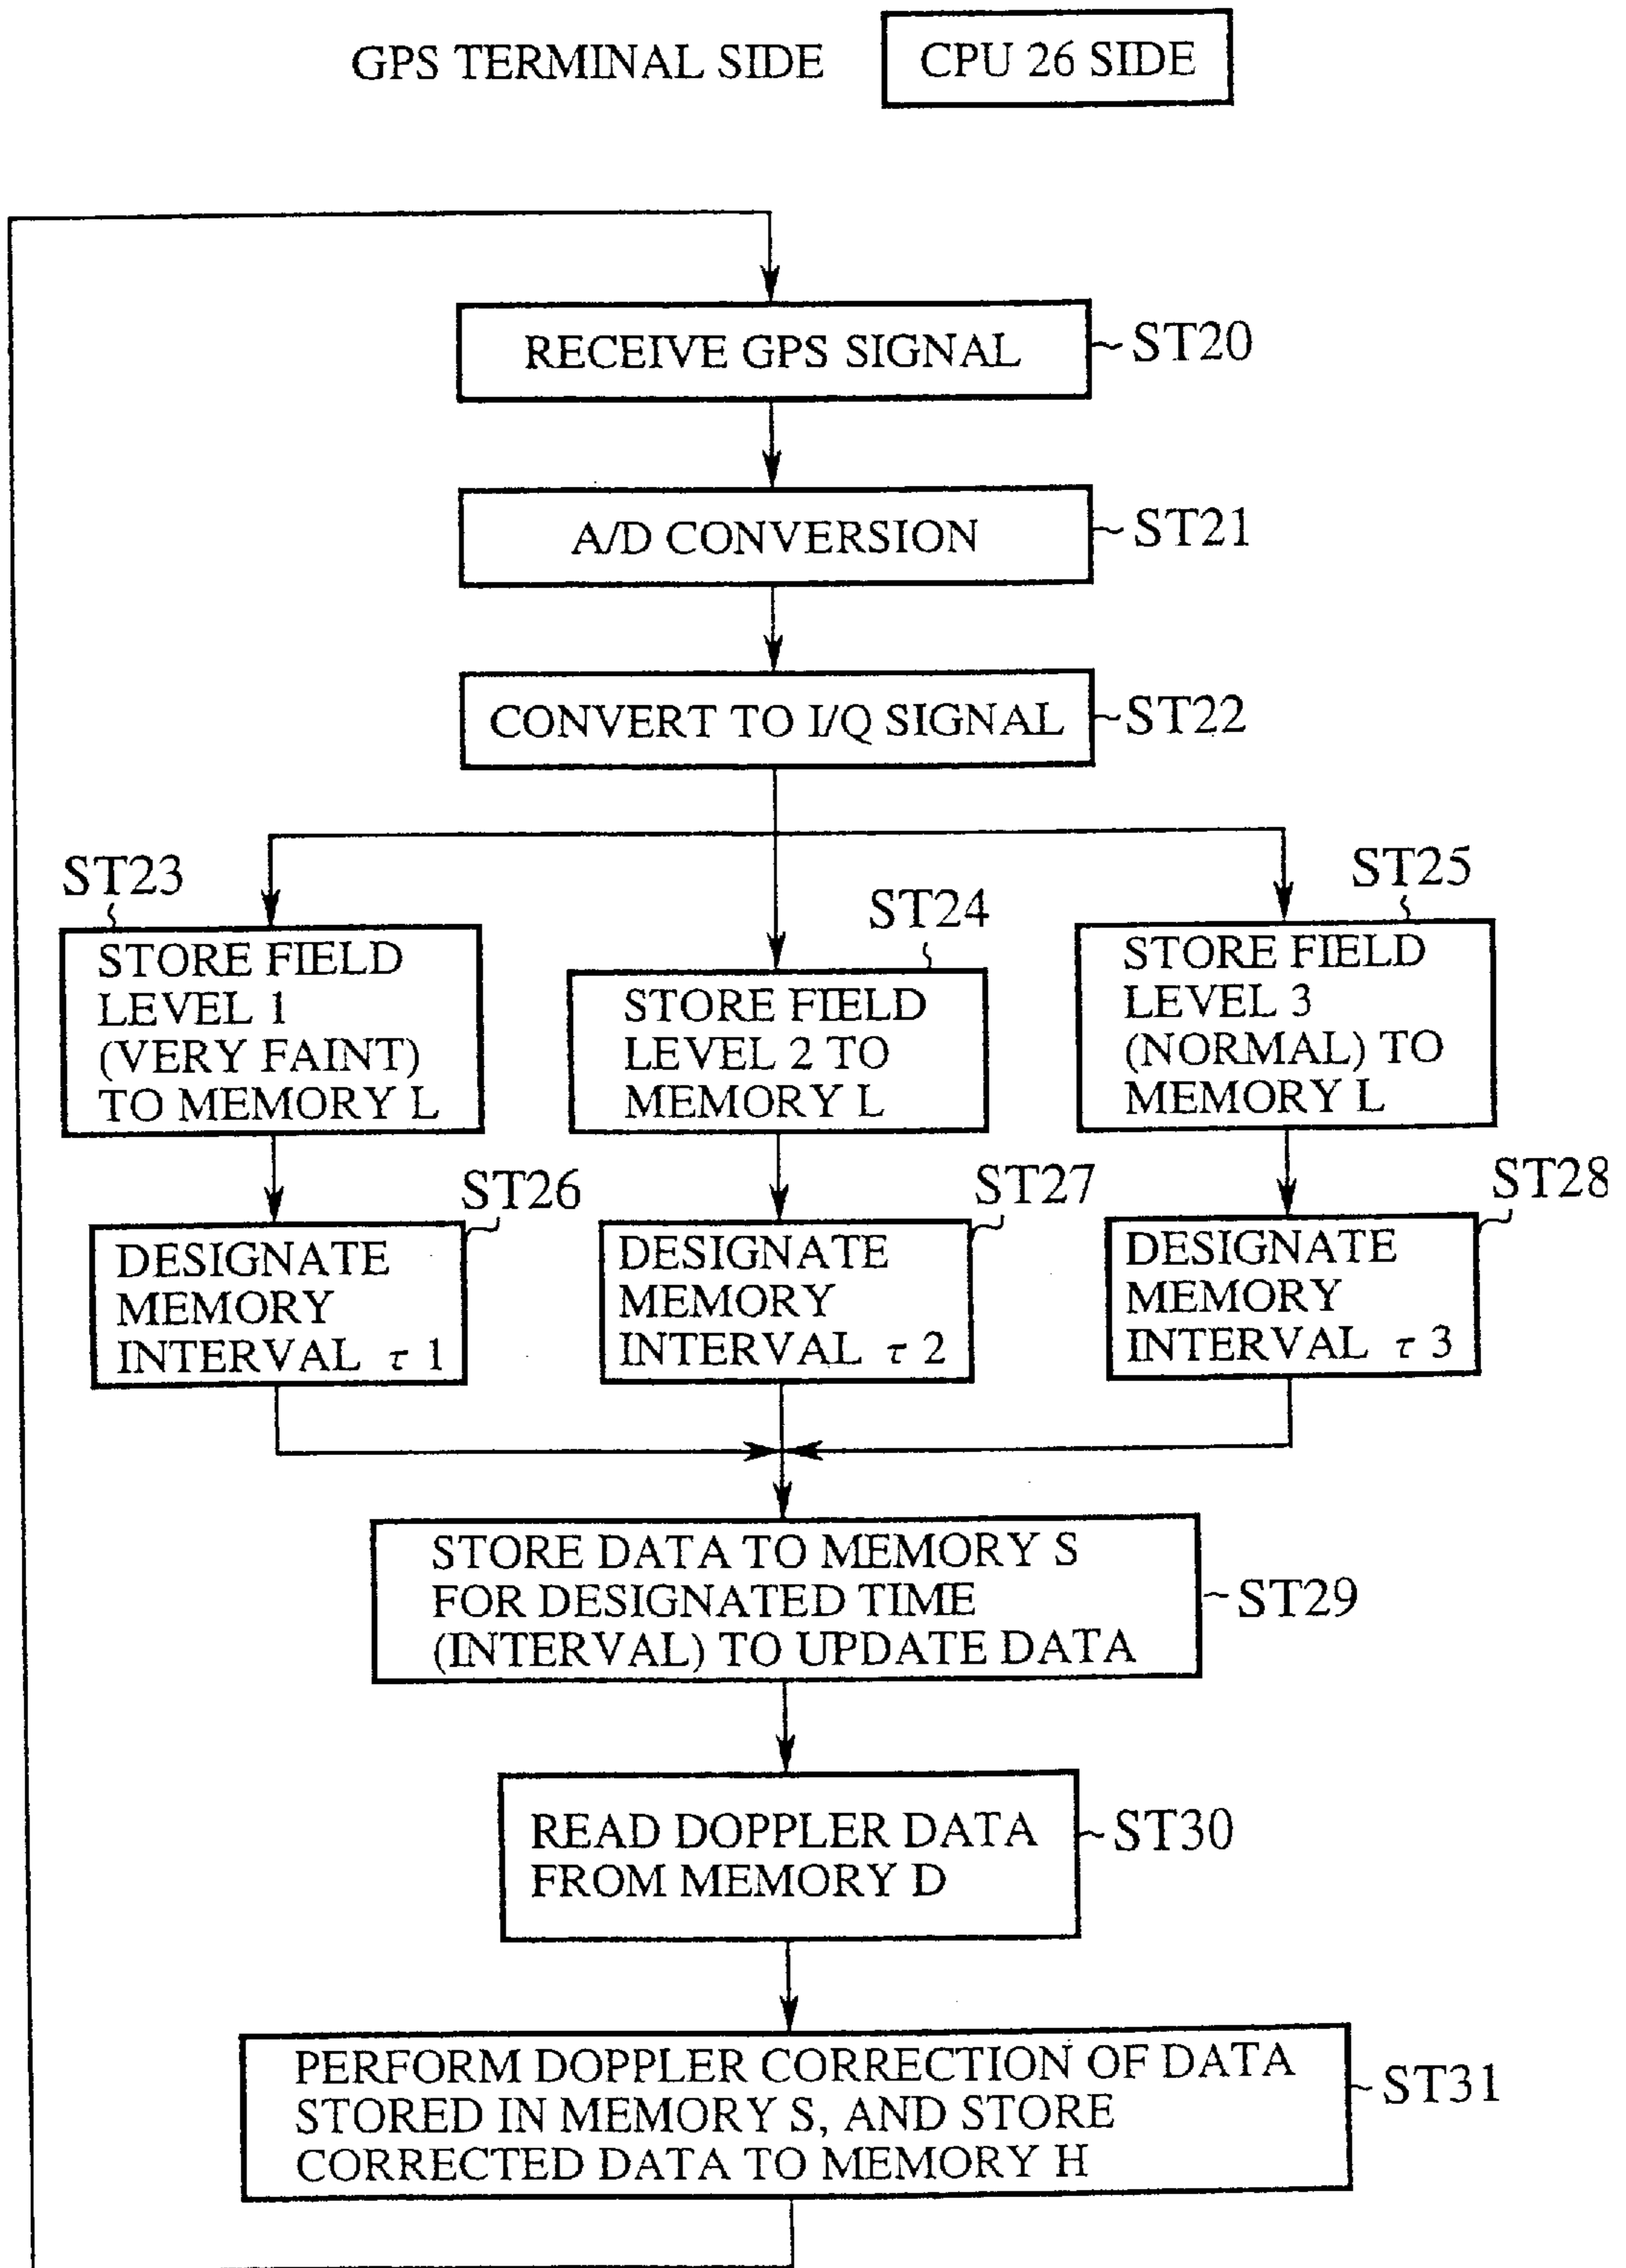 GPS TERMINAL SIDE
CPU 26 SIDE
RECEIVE GPS SIGNAL
ST20
A/D CONVERSION
ST21
CONVERT TO I/Q SIGNAL
ST22
ST23
STORE FIELD
LEVEL 1
(VERY FAINT)
TO MEMORY L
ST24
STORE FIELD
LEVEL 2 TO
MEMORY L
ST25
STORE FIELD
LEVEL 3
(NORMAL) TO
MEMORY L
ST26
DESIGNATE
MEMORY
INTERVAL τ 1
ST27
DESIGNATE
MEMORY
INTERVAL τ 2
ST28
DESIGNATE
MEMORY
INTERVAL τ 3
STORE DATA TO MEMORY S
FOR DESIGNATED TIME
(INTERVAL) TO UPDATE DATA
ST29
READ DOPPLER DATA
FROM MEMORY D
ST30
PERFORM DOPPLER CORRECTION OF DATA
STORED IN MEMORY S, AND STORE
CORRECTED DATA TO MEMORY H
ST31